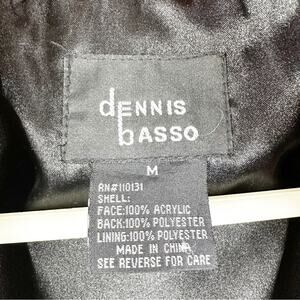 dENNIS
bASSO
M
RN#110131
SHELL:
FACE:100% ACRYLIC
BACK:100% POLYESTER
LINING:100% POLYESTER
MADE IN CHINA
SEE REVERSE FOR CARE